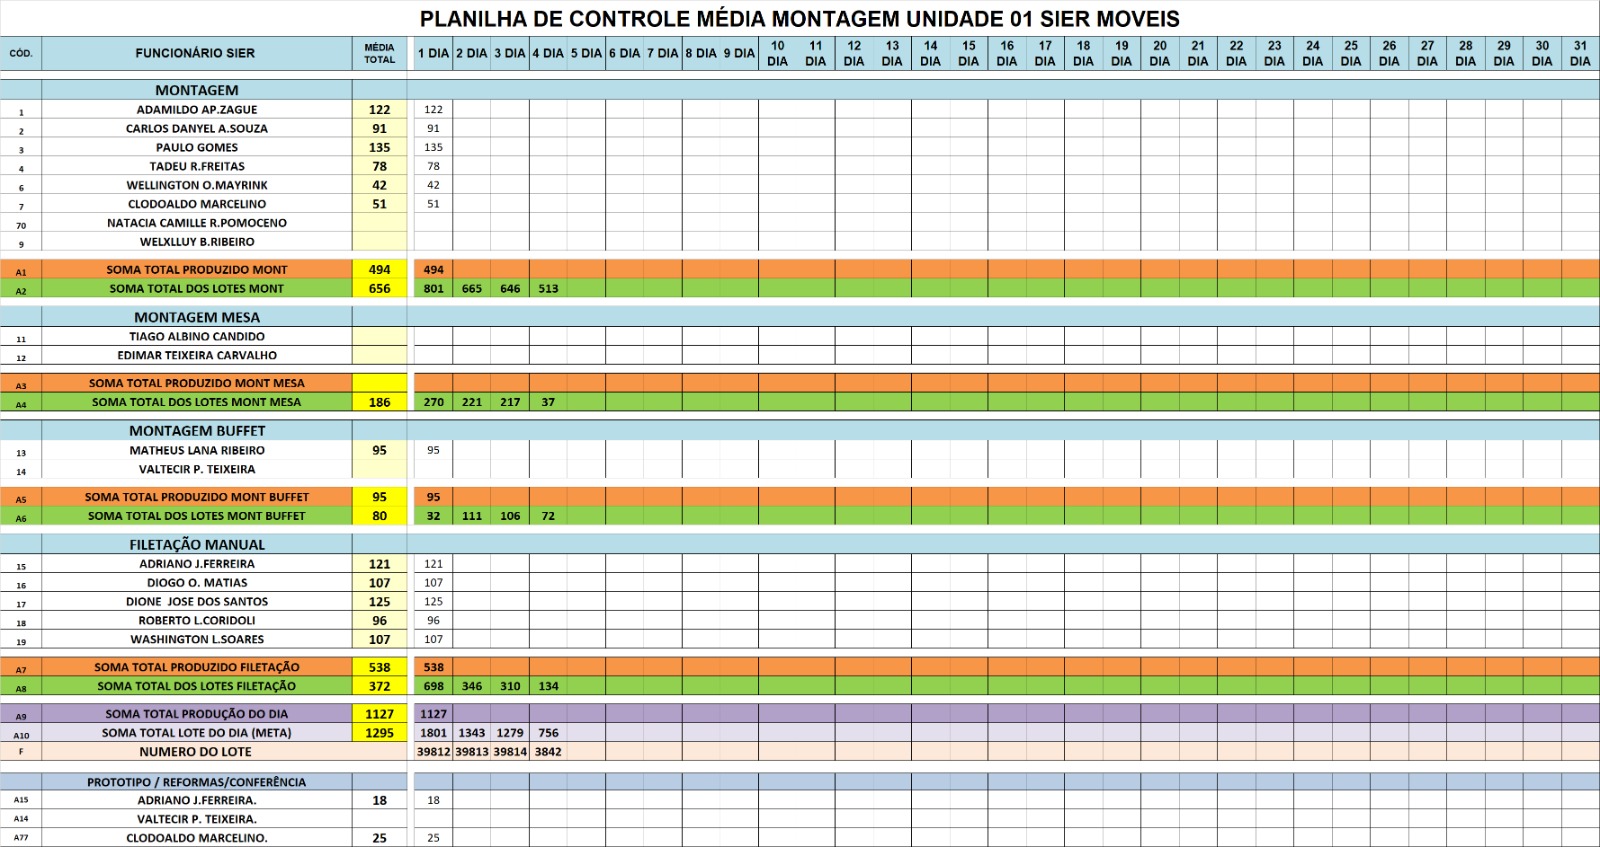 PLANILHA DE CONTROLE MÉDIA MONTAGEM UNIDADE 01 SIER MOVEIS
CÓD. FUNCIONÁRIO SIER MÉDIA TOTAL 1 DIA 2 DIA 3 DIA 4 DIA 5 DIA 6 DIA 7 DIA 8 DIA 9 DIA 10 DIA 11 DIA 12 DIA 13 DIA 14 DIA 15 DIA 16 DIA 17 DIA 18 DIA 19 DIA 20 DIA 21 DIA 22 DIA 23 DIA 24 DIA 25 DIA 26 DIA 27 DIA 28 DIA 29 DIA 30 DIA 31 DIA
MONTAGEM
1 ADAMILDO AP.ZAGUE 122 122
2 CARLOS DANYEL A.SOUZA 91 91
3 PAULO GOMES 135 135
4 TADEU R.FREITAS 78 78
6 WELLINGTON O.MAYRINK 42 42
7 CLODOALDO MARCELINO 51 51
70 NATACIA CAMILLE R.POMOCENO
9 WELXLLUY B.RIBEIRO
A1 SOMA TOTAL PRODUZIDO MONT 494 494
A2 SOMA TOTAL DOS LOTES MONT 656 801 665 646 513
MONTAGEM MESA
11 TIAGO ALBINO CANDIDO
12 EDIMAR TEIXEIRA CARVALHO
A3 SOMA TOTAL PRODUZIDO MONT MESA
A4 SOMA TOTAL DOS LOTES MONT MESA 186 270 221 217 37
MONTAGEM BUFFET
13 MATHEUS LANA RIBEIRO 95 95
14 VALTECIR P. TEIXEIRA
A5 SOMA TOTAL PRODUZIDO MONT BUFFET 95 95
A6 SOMA TOTAL DOS LOTES MONT BUFFET 80 32 111 106 72
FILETAÇÃO MANUAL
15 ADRIANO J.FERREIRA 121 121
16 DIOGO O. MATIAS 107 107
17 DIONE JOSE DOS SANTOS 125 125
18 ROBERTO L.CORIDOLI 96 96
19 WASHINGTON L.SOARES 107 107
A7 SOMA TOTAL PRODUZIDO FILETAÇÃO 538 538
A8 SOMA TOTAL DOS LOTES FILETAÇÃO 372 698 346 310 134
A9 SOMA TOTAL PRODUÇÃO DO DIA 1127 1127
A10 SOMA TOTAL LOTE DO DIA (META) 1295 1801 1343 1279 756
F NUMERO DO LOTE 39812 39813 39814 3842
PROTOTIPO / REFORMAS/CONFERÊNCIA
A15 ADRIANO J.FERREIRA. 18 18
A14 VALTECIR P. TEIXEIRA.
A77 CLODOALDO MARCELINO. 25 25